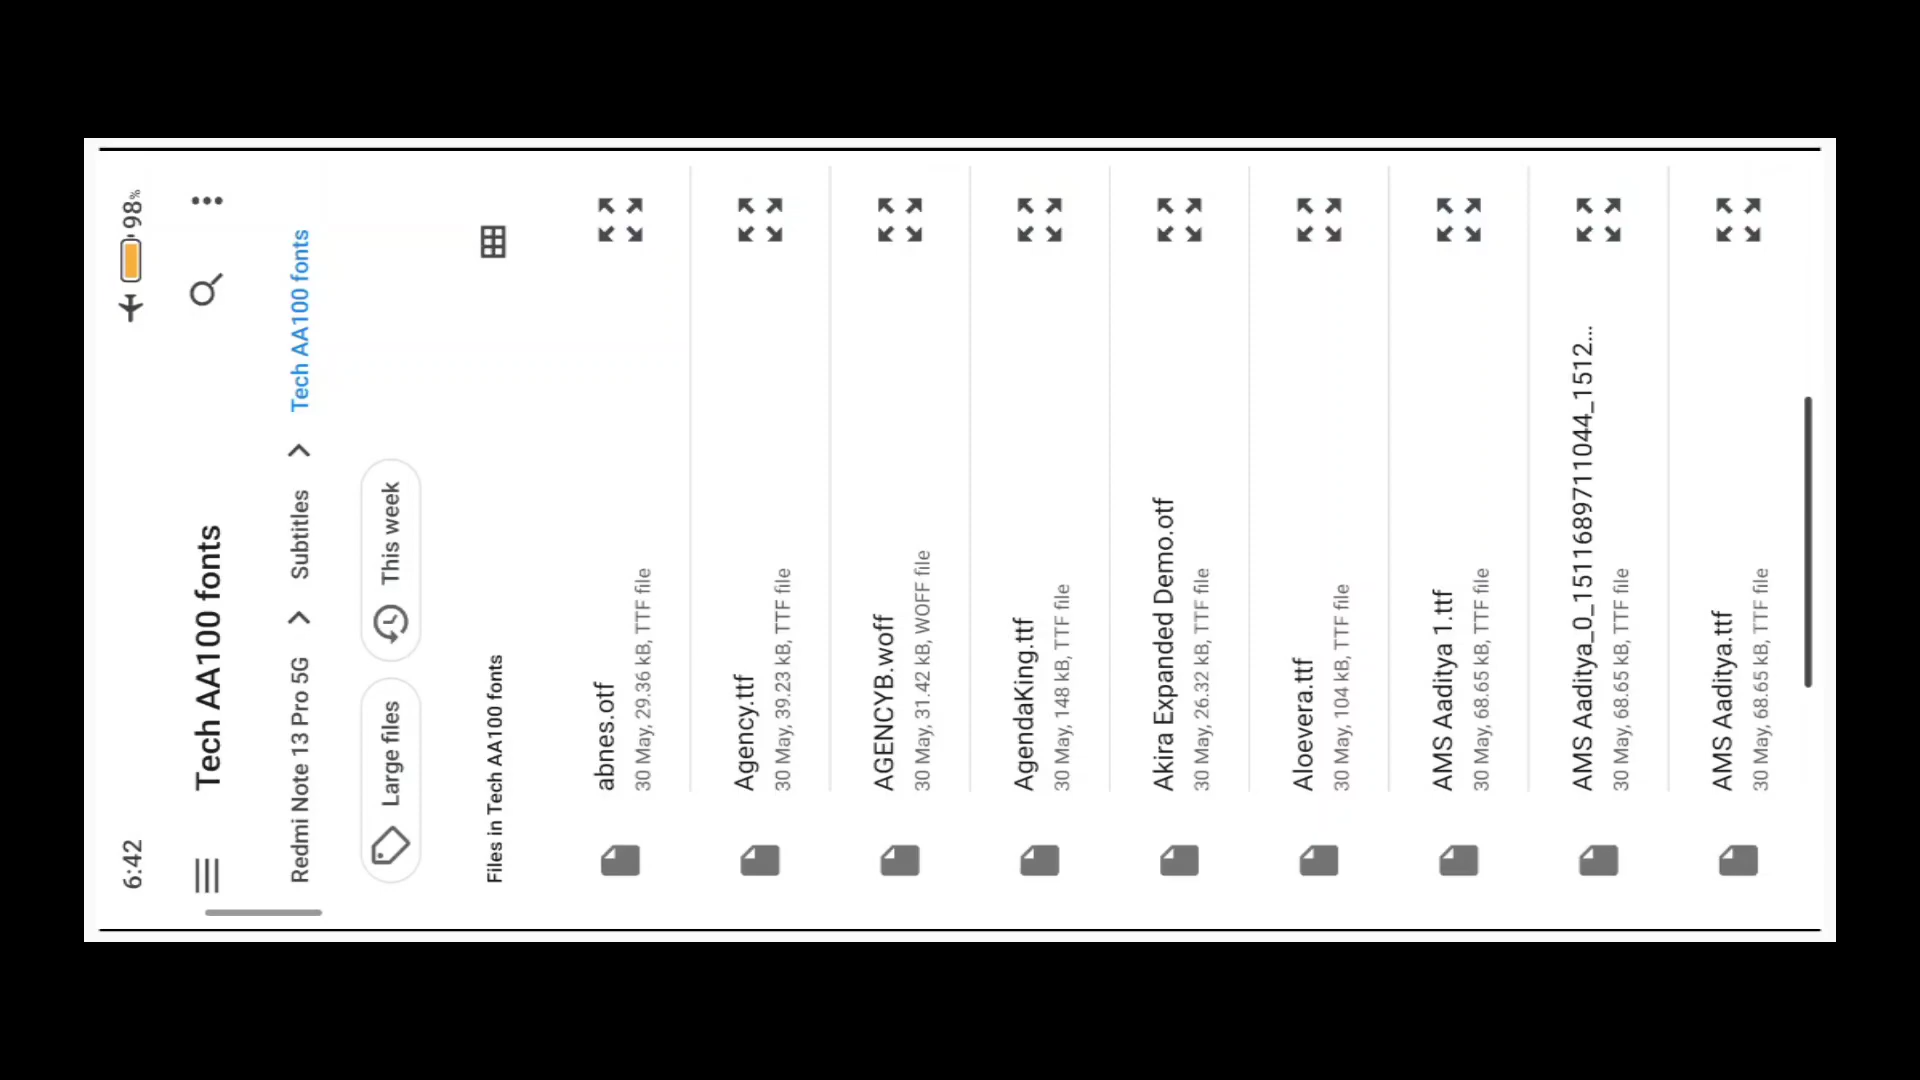 6:42
98%
Tech AA100 fonts
Redmi Note 13 Pro 5G > Subtitles > Tech AA100 fonts
Large files
This week
Files in Tech AA100 fonts
abnes.otf
30 May, 29.36 kB, TTF file
Agency.ttf
30 May, 39.23 kB, TTF file
AGENCYB.woff
30 May, 31.42 kB, WOFF file
AgendaKing.ttf
30 May, 148 kB, TTF file
Akira Expanded Demo.otf
30 May, 26.32 kB, TTF file
Aloevera.ttf
30 May, 104 kB, TTF file
AMS Aaditya 1.ttf
30 May, 68.65 kB, TTF file
AMS Aaditya_0_1511689711044_1512...
30 May, 68.65 kB, TTF file
AMS Aaditya.ttf
30 May, 68.65 kB, TTF file